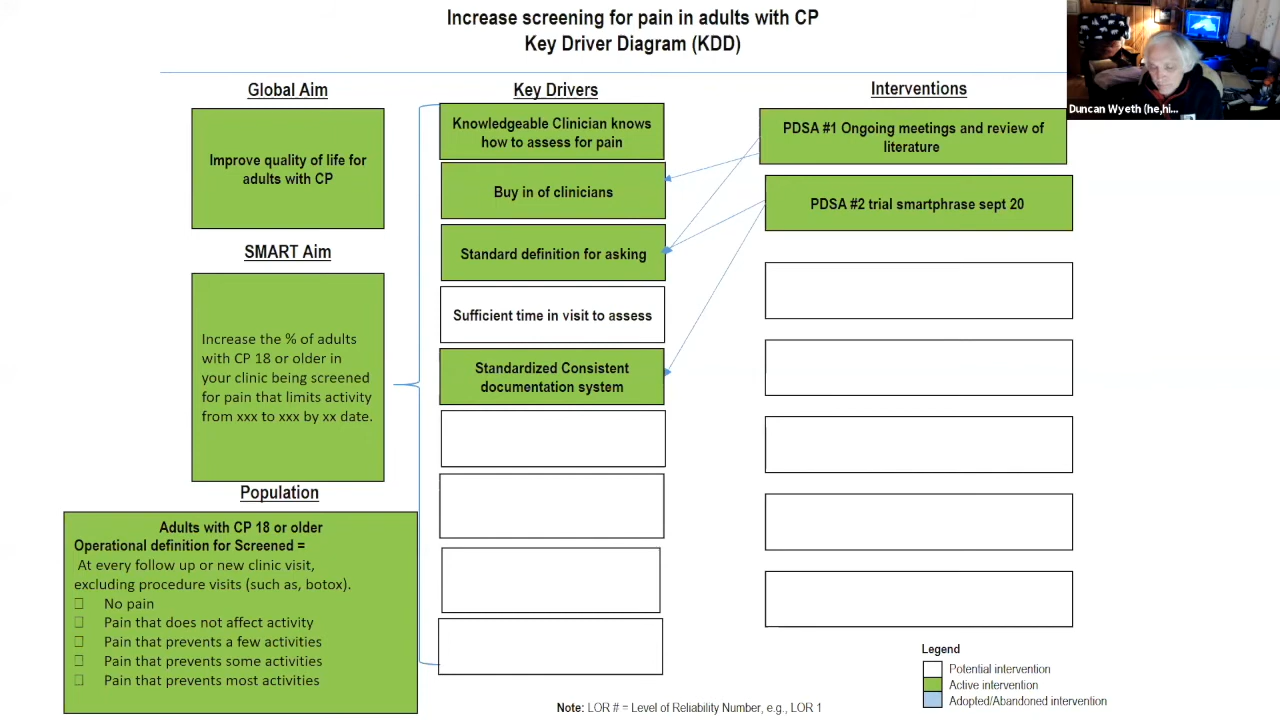 Increase screening for pain in adults with CP
Key Driver Diagram (KDD)
Duncan Wyeth (he,hi...
Global Aim
Improve quality of life for
adults with CP
SMART Aim
Increase the % of adults
with CP 18 or older in
your clinic being screened
for pain that limits activity
from xxx to xxx by xx date.
Population
Adults with CP 18 or older
Operational definition for Screened =
At every follow up or new clinic visit,
excluding procedure visits (such as, botox).
No pain
Pain that does not affect activity
Pain that prevents a few activities
Pain that prevents some activities
Pain that prevents most activities
Key Drivers
Knowledgeable Clinician knows
how to assess for pain
Buy in of clinicians
Standard definition for asking
Sufficient time in visit to assess
Standardized Consistent
documentation system
Interventions
PDSA #1 Ongoing meetings and review of
literature
PDSA #2 trial smartphrase sept 20
Legend
Potential intervention
Active intervention
Adopted/Abandoned intervention
Note: LOR # = Level of Reliability Number, e.g., LOR 1